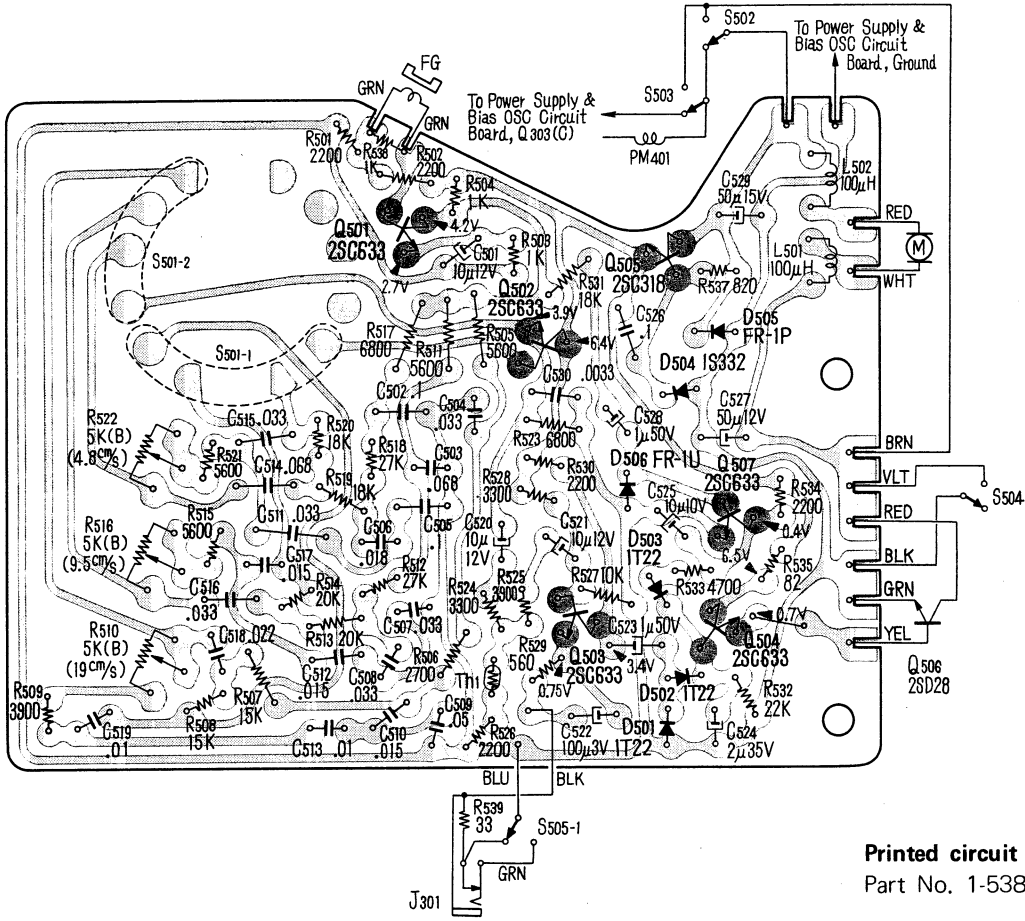 S502
To Power Supply &
Bias OSC Circuit
Board, Ground
FG
GRN
GRN
To Power Supply &
Bias OSC Circuit
Board, Q303(C)
S503
PM401
R501
2200
R538
1K
R502
2200
R504
1K
4.2V
Q501
2SC633
2.7V
C501
10µ12V
R503
1K
C529
50µ15V
L502
100µH
RED
M
WHT
L501
100µH
S501-2
Q502
2SC633
3.9V
R531
18K
Q505
2SC318
R537 820
S501-1
R517
6800
R511
5600
R505
5600
6.4V
C526
.1
D505
FR-1P
D504 1S332
C530 .0033
C502 .1
C504
.033
C527
50µ12V
R522
5K(B)
(4.8cm/s)
C515 .033
R520
18K
R521
5600
C514 .068
R518
27K
C503
.068
R523
6800
C528
1µ50V
BRN
R519
18K
R528
3300
R530
2200
D506 FR-1U
Q507
2SC633
VLT
S504
R516
5K(B)
(9.5cm/s)
R515
5600
C511
.033
C506
.018
C505
.1
C520
10µ
12V
C521
10µ12V
C525
10µ10V
R534
2200
0.4V
RED
D503
1T22
6.5V
R535
82
BLK
C517
.015
R512
27K
R514
20K
C516
.033
R524
3300
R525
3900
R527 10K
R533 4700
GRN
C507 .033
0.7V
R510
5K(B)
(19cm/s)
C518 .022
R513
20K
R506
2700
R529
560
Q503
2SC633
C523 1µ50V
3.4V
Q504
2SC633
YEL
Q506
2SD28
C512
.015
C508
.033
Th1
0.75V
D502 1T22
R532
22K
R509
3900
R507
15K
R508
15K
C519
.01
C513 .01
C510
.015
C509
.05
R526
2200
C522
100µ3V
D501
1T22
C524
2µ35V
BLU
BLK
R539
33
S505-1
GRN
J301
Printed circuit
Part No. 1-538